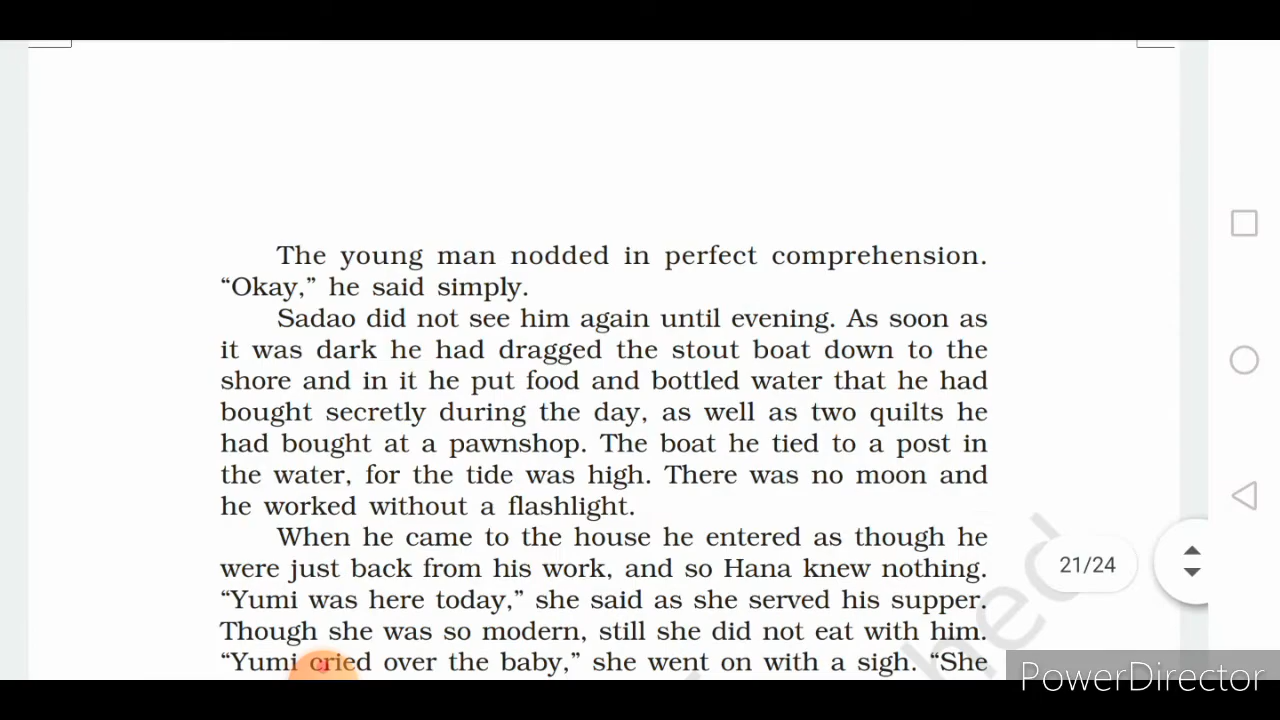 The young man nodded in perfect comprehension.
“Okay,” he said simply.
Sadao did not see him again until evening. As soon as
it was dark he had dragged the stout boat down to the
shore and in it he put food and bottled water that he had
bought secretly during the day, as well as two quilts he
had bought at a pawnshop. The boat he tied to a post in
the water, for the tide was high. There was no moon and
he worked without a flashlight.
When he came to the house he entered as though he
were just back from his work, and so Hana knew nothing.
“Yumi was here today,” she said as she served his supper.
Though she was so modern, still she did not eat with him.
“Yumi cried over the baby,” she went on with a sigh. “She
21/24
hed
PowerDirector